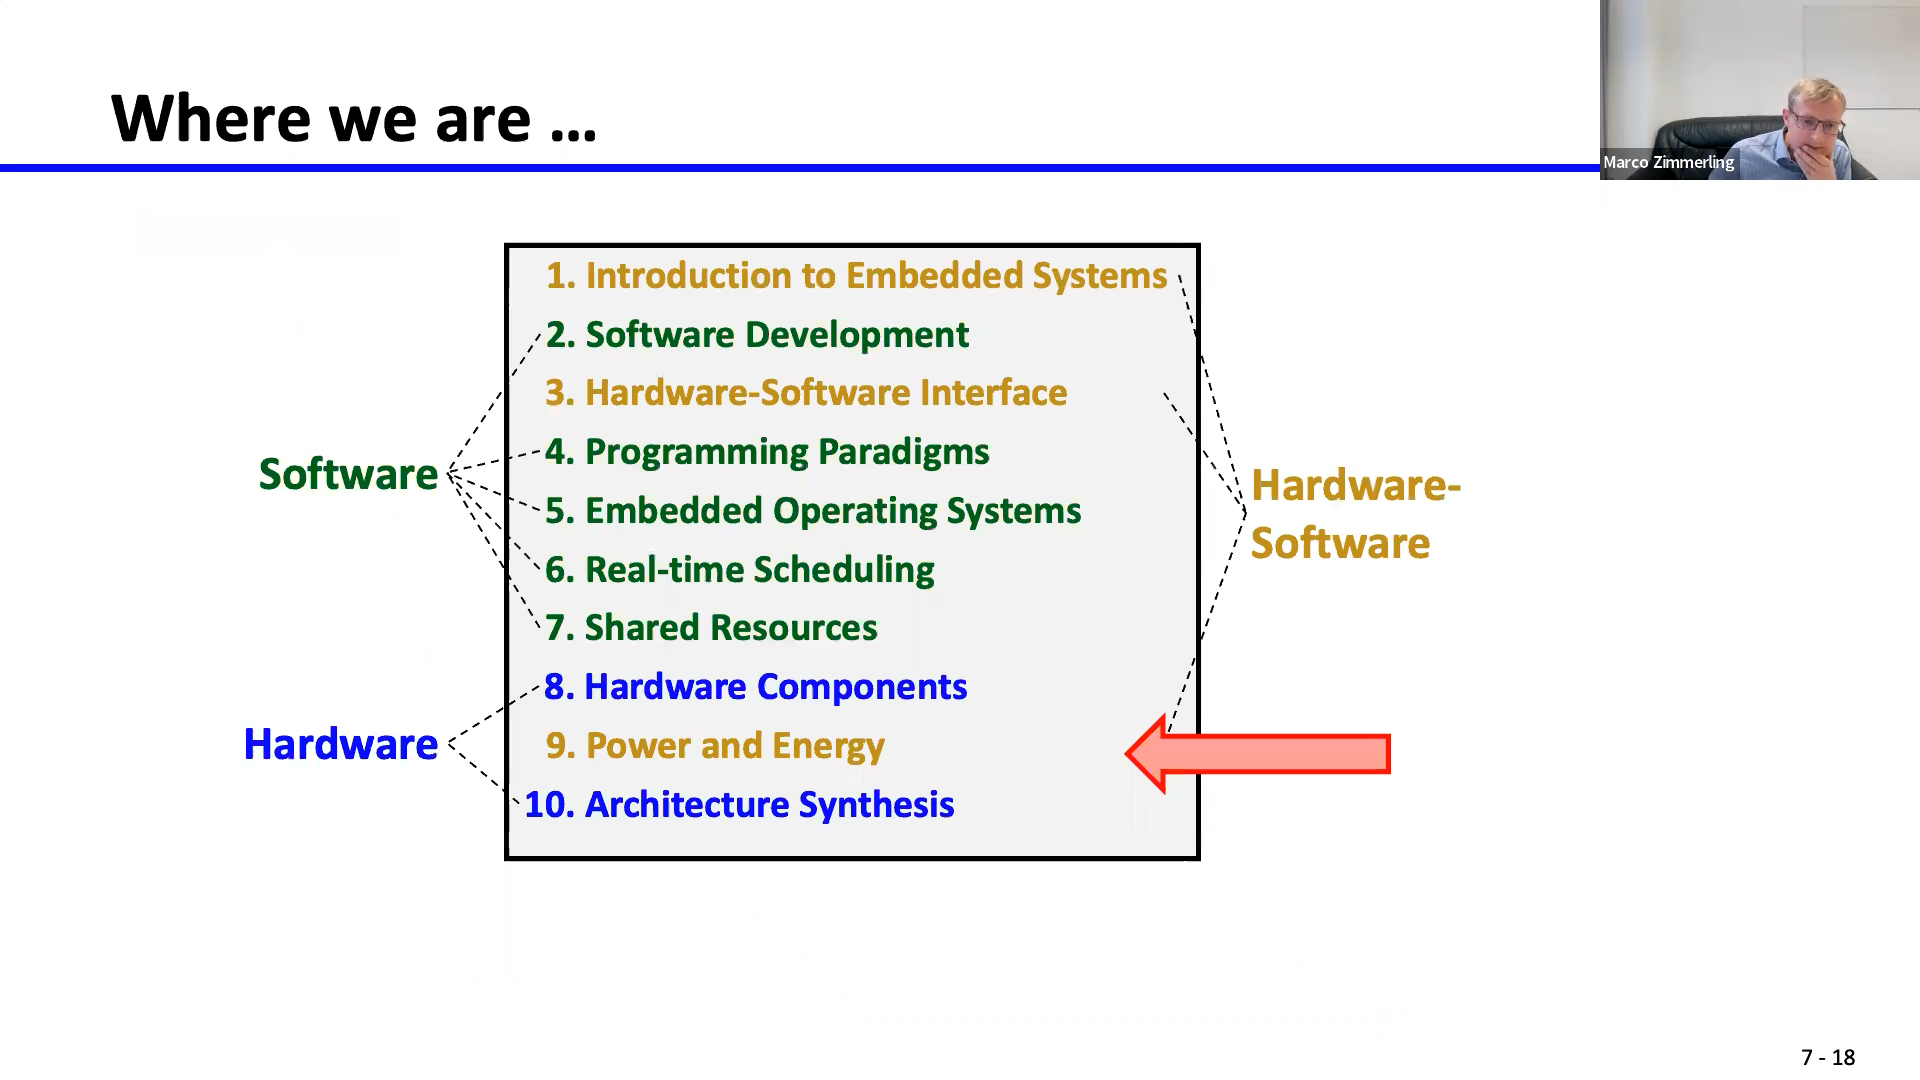 Where we are ...
Marco Zimmerling
1. Introduction to Embedded Systems
2. Software Development
3. Hardware-Software Interface
4. Programming Paradigms
5. Embedded Operating Systems
6. Real-time Scheduling
7. Shared Resources
8. Hardware Components
9. Power and Energy
10. Architecture Synthesis
Software
Hardware
Hardware-
Software
7 - 18